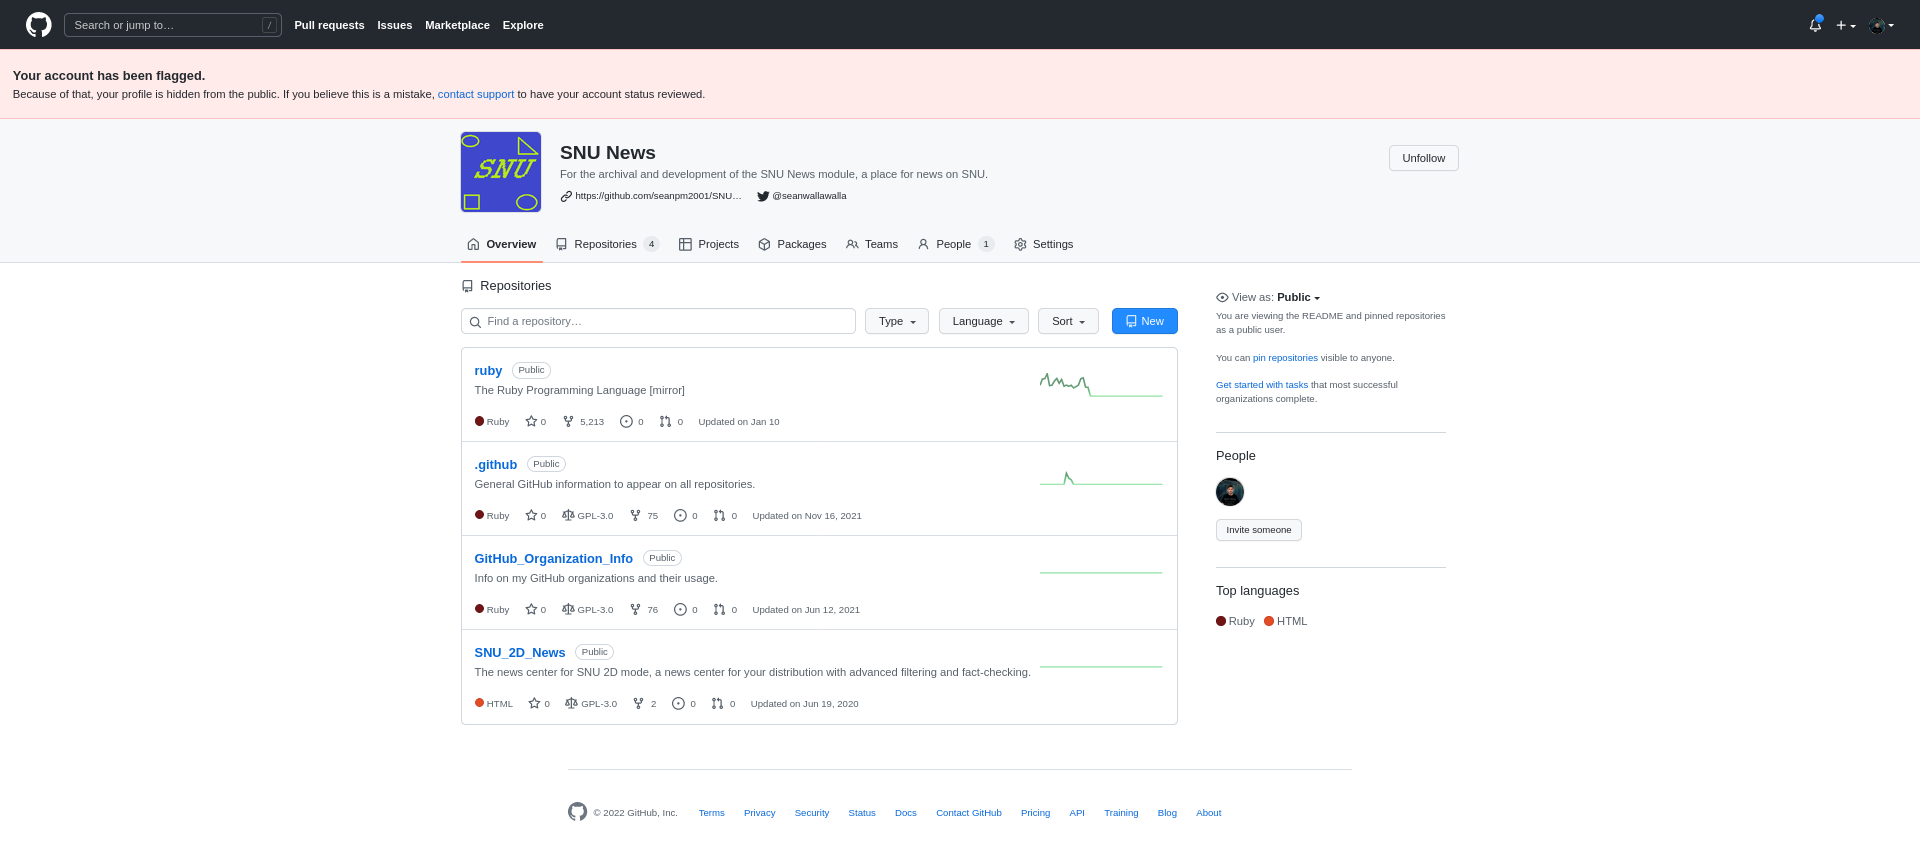 Search or jump to… /
Pull requests Issues Marketplace Explore
Your account has been flagged.
Because of that, your profile is hidden from the public. If you believe this is a mistake, contact support to have your account status reviewed.
SNU
SNU News
Unfollow
For the archival and development of the SNU News module, a place for news on SNU.
https://github.com/seanpm2001/SNU… @seanwallawalla
Overview Repositories 4 Projects Packages Teams People 1 Settings
Repositories
Find a repository… Type Language Sort New
ruby Public
The Ruby Programming Language [mirror]
Ruby 0 5,213 0 0 Updated on Jan 10
.github Public
General GitHub information to appear on all repositories.
Ruby 0 GPL-3.0 75 0 0 Updated on Nov 16, 2021
GitHub_Organization_Info Public
Info on my GitHub organizations and their usage.
Ruby 0 GPL-3.0 76 0 0 Updated on Jun 12, 2021
SNU_2D_News Public
The news center for SNU 2D mode, a news center for your distribution with advanced filtering and fact-checking.
HTML 0 GPL-3.0 2 0 0 Updated on Jun 19, 2020
View as: Public
You are viewing the README and pinned repositories
as a public user.
You can pin repositories visible to anyone.
Get started with tasks that most successful
organizations complete.
People
Invite someone
Top languages
Ruby HTML
© 2022 GitHub, Inc. Terms Privacy Security Status Docs Contact GitHub Pricing API Training Blog About